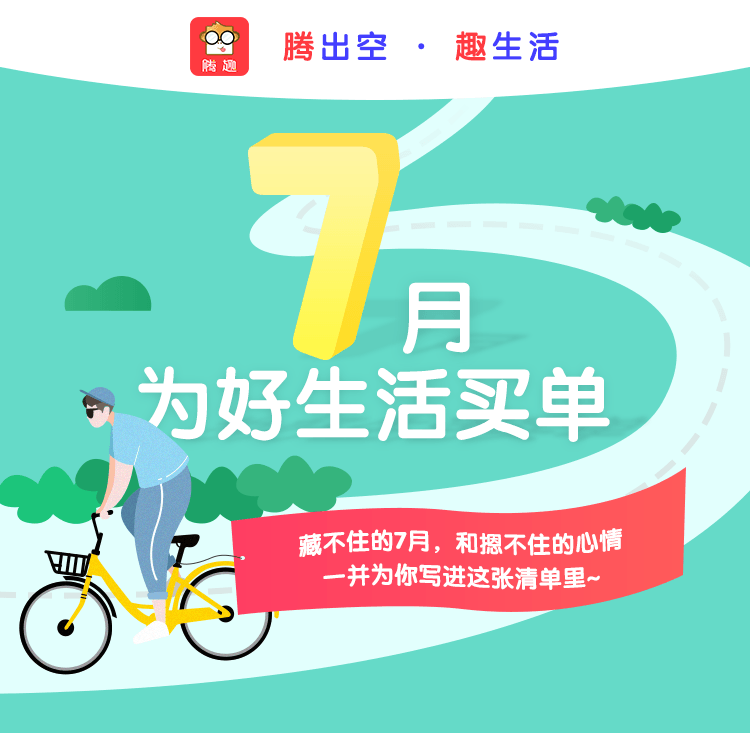 腾趣
腾出空 · 趣生活
7月
为好生活买单
藏不住的7月，和摁不住的心情
一并为你写进这张清单里~